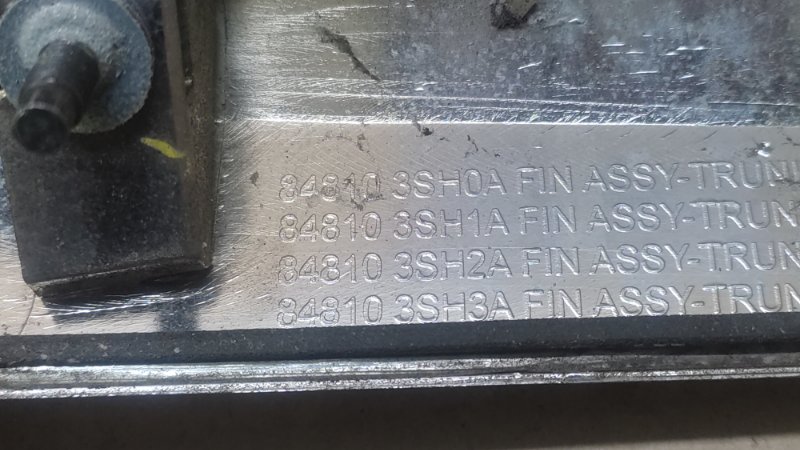 84810 3SH0A FIN ASSY-TRUN
84810 3SH1A FIN ASSY-TRUN
84810 3SH2A FIN ASSY-TRUN
84810 3SH3A FIN ASSY-TRUN